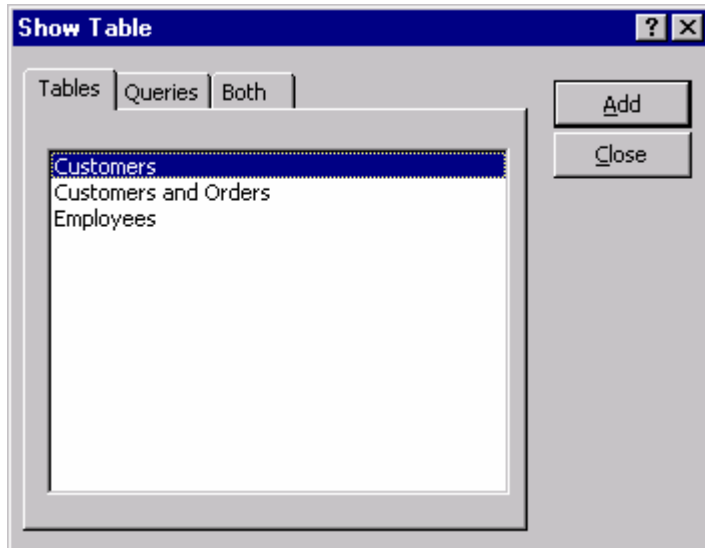 Show Table
Tables Queries Both
Add
Close
Customers
Customers and Orders
Employees